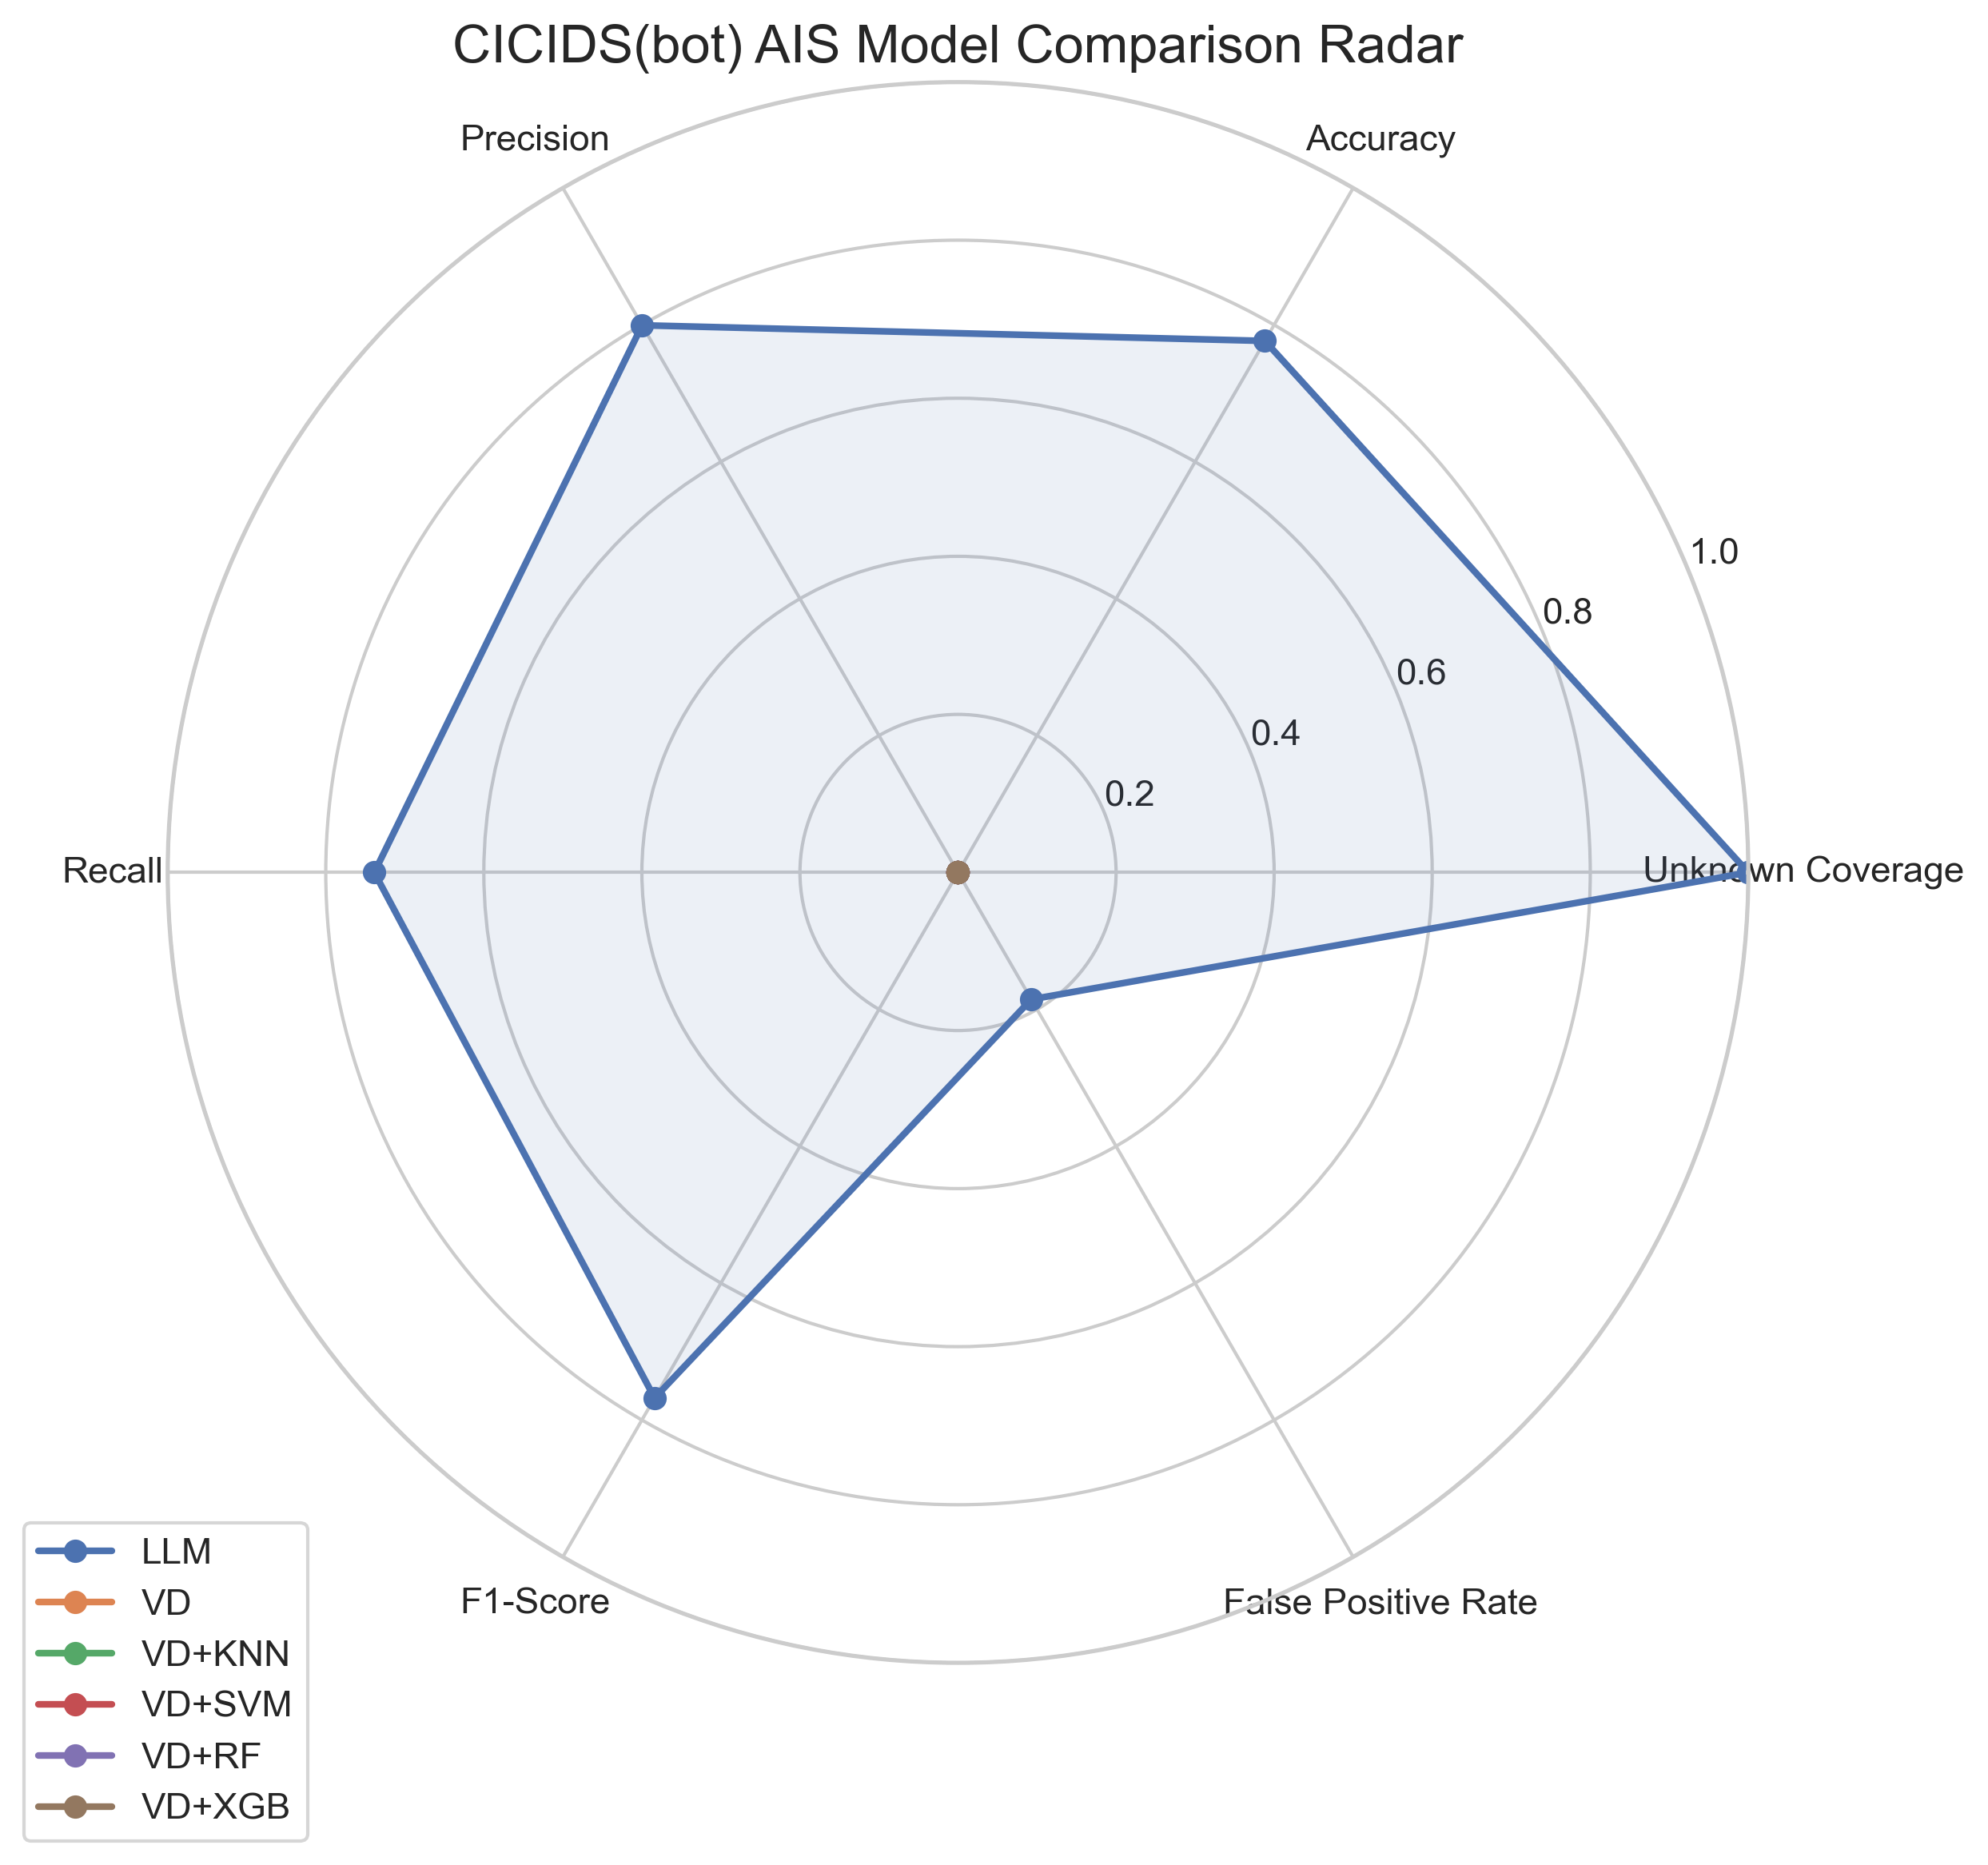 CICIDS(bot) AIS Model Comparison Radar
Precision
Accuracy
1.0
0.8
0.6
0.4
0.2
Recall
Unknown Coverage
F1-Score
False Positive Rate
LLM
VD
VD+KNN
VD+SVM
VD+RF
VD+XGB